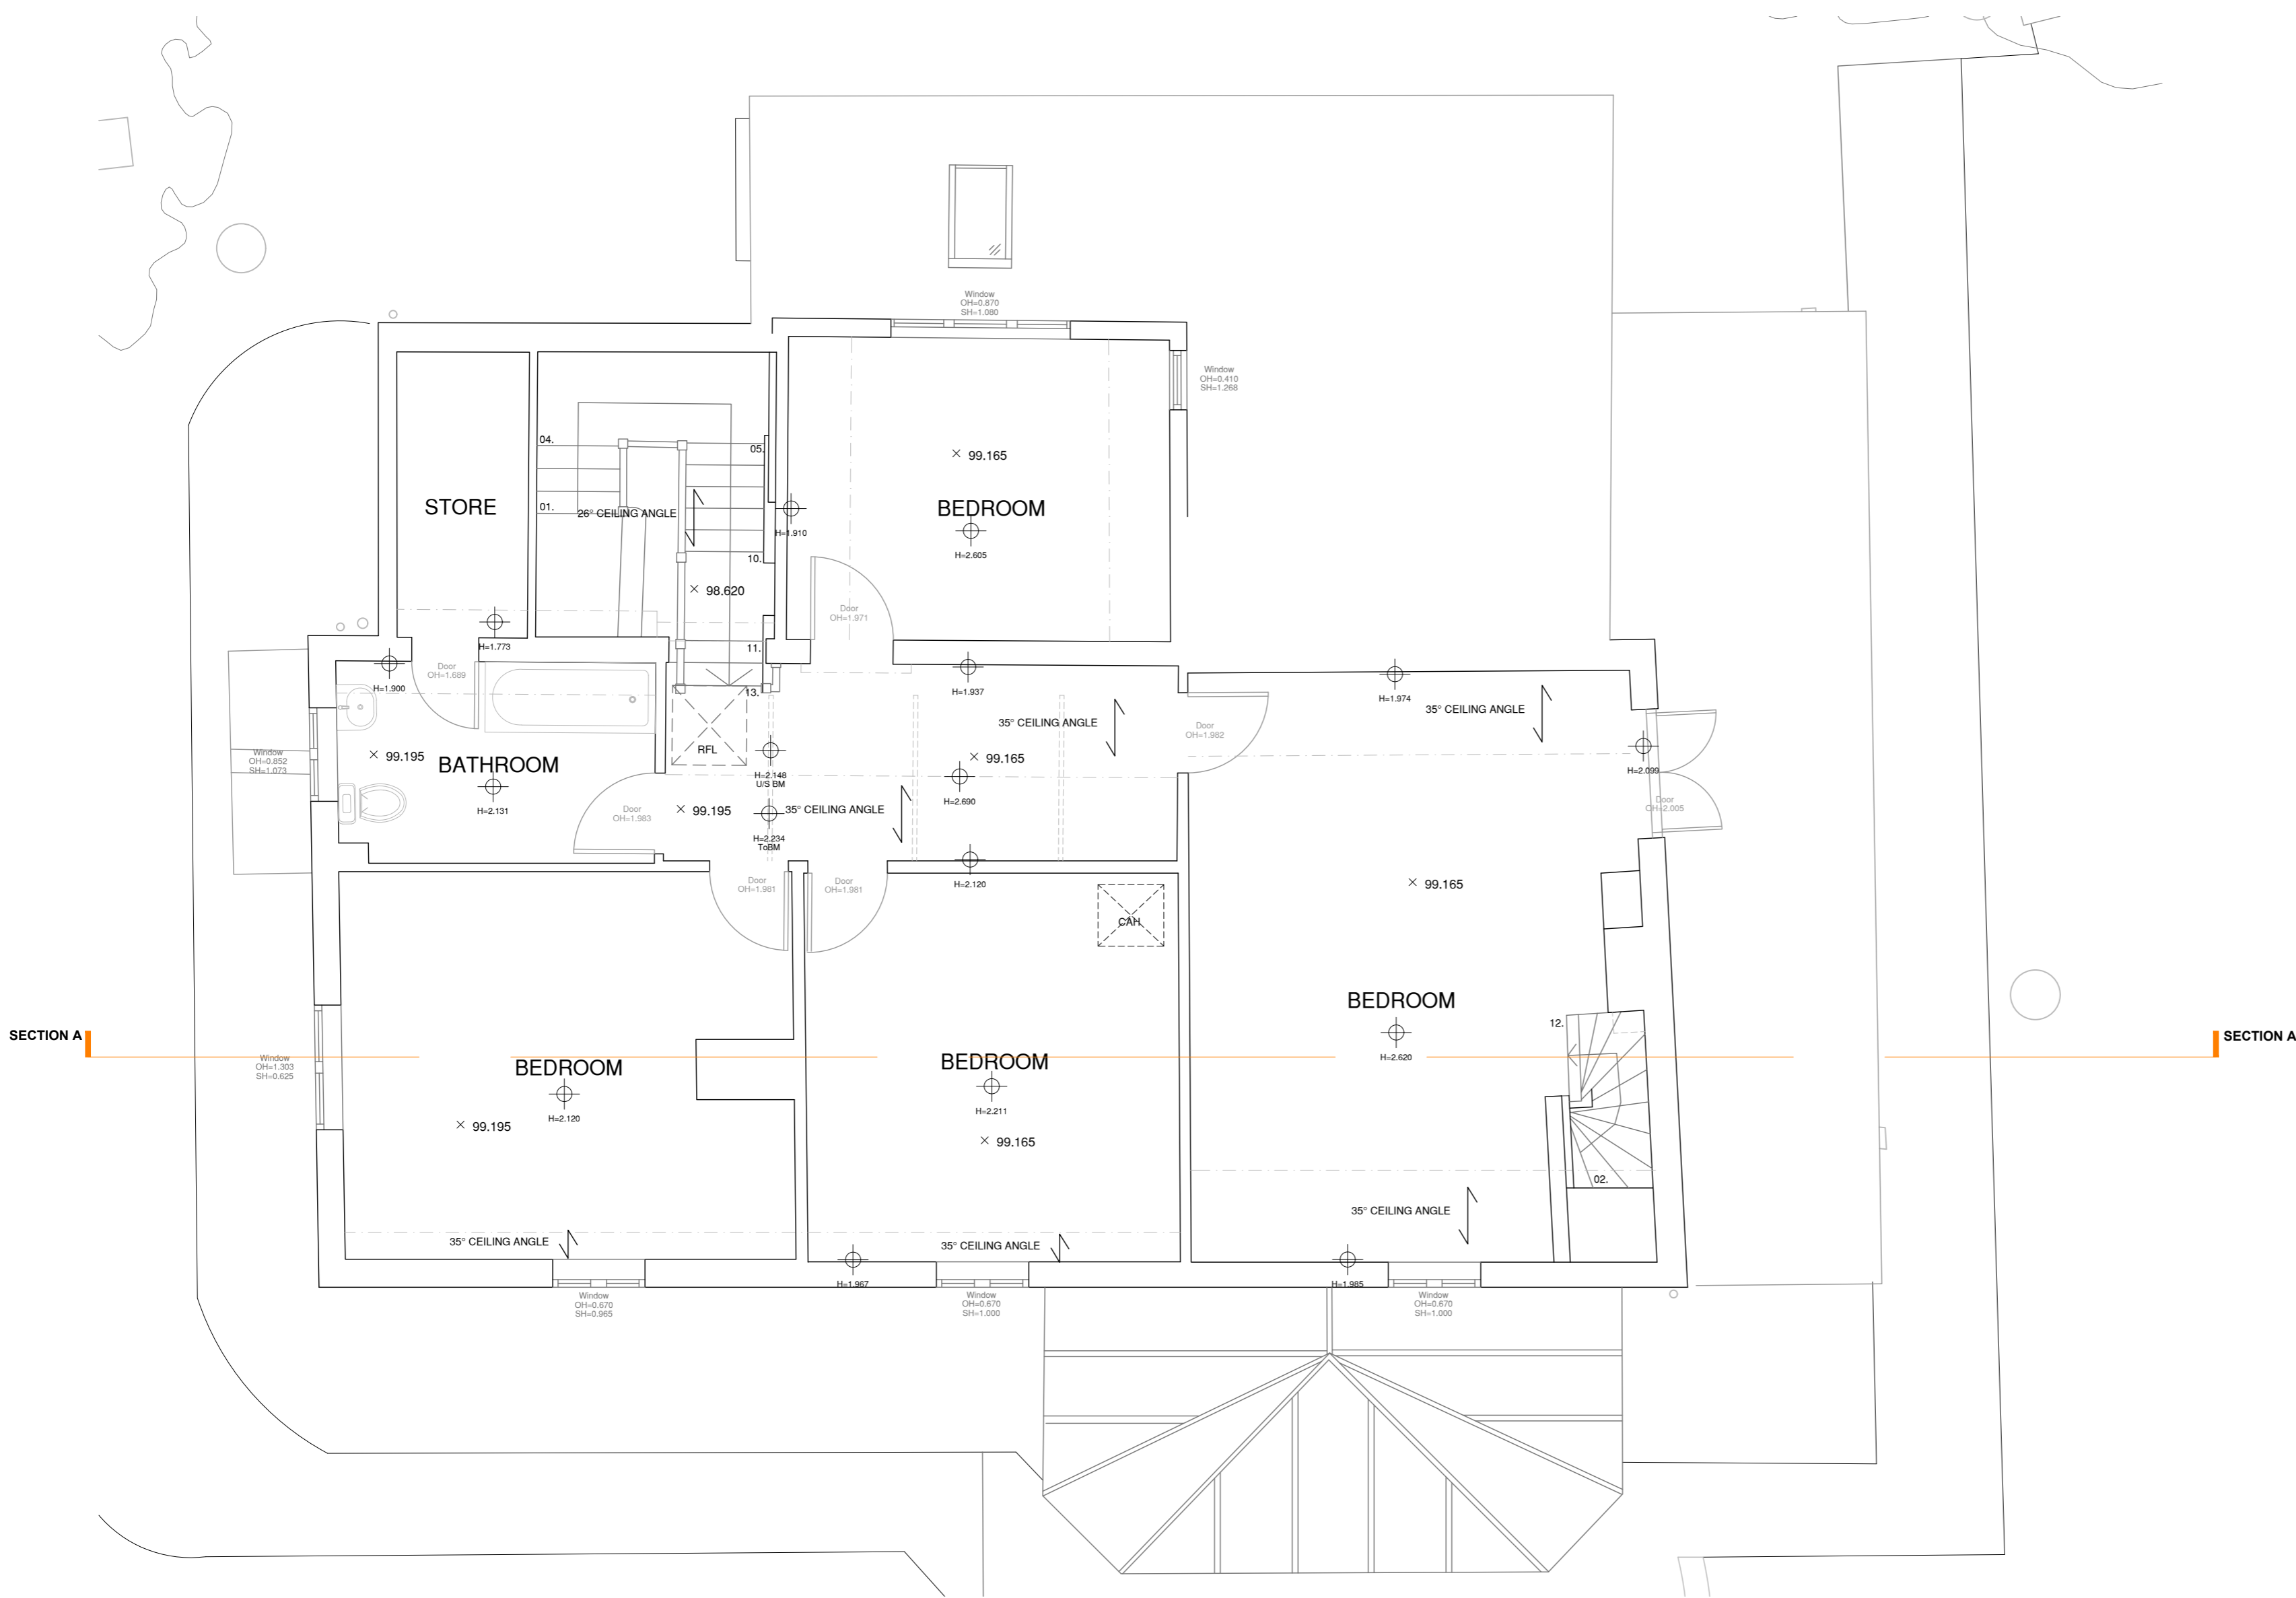 Window
OH=0.870
SH=1.080
Window
OH=0.410
SH=1.268
04.
05.
99.165
STORE
01.
26° CEILING ANGLE
BEDROOM
H=1.910
H=2.605
10.
98.620
Door
OH=1.971
H=1.773
11.
Door
OH=1.689
H=1.900
13.
H=1.937
H=1.974
35° CEILING ANGLE
35° CEILING ANGLE
Door
OH=1.982
RFL
Window
OH=0.852
SH=1.073
99.195
BATHROOM
H=2.131
H=2.148
U/S BM
99.165
H=2.690
H=2.099
Door
OH=2.005
Door
OH=1.983
99.195
35° CEILING ANGLE
H=2.234
ToBM
Door
OH=1.981
Door
OH=1.981
H=2.120
99.165
CAH
BEDROOM
12.
SECTION A
SECTION A
Window
OH=1.303
SH=0.625
BEDROOM
BEDROOM
H=2.620
H=2.120
H=2.211
99.195
99.165
02.
35° CEILING ANGLE
35° CEILING ANGLE
35° CEILING ANGLE
H=1.967
H=1.985
Window
OH=0.670
SH=0.965
Window
OH=0.670
SH=1.000
Window
OH=0.670
SH=1.000